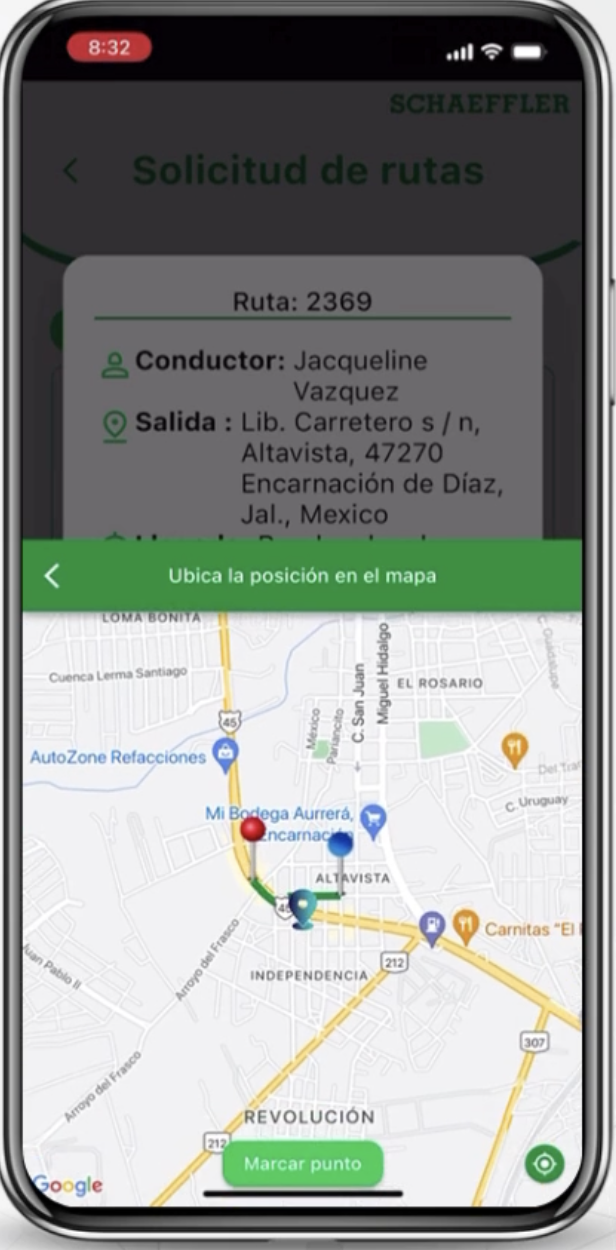 8:32
SCHAEFFLER
Solicitud de rutas
Ruta: 2369
Conductor: Jacqueline
Vazquez
Salida : Lib. Carretero s / n,
Altavista, 47270
Encarnación de Díaz,
Jal., Mexico
Ubica la posición en el mapa
LOMA BONITA
C. Guadalupe
Cuenca Lerma Santiago
C. San Juan
Miguel Hidalgo
EL ROSARIO
45
México
Parlancito
AutoZone Refacciones
Del Tra
C. Uruguay
Mi Bodega Aurrerá,
Encarnación
ALTAVISTA
45
Carnitas "El
212
INDEPENDENCIA
Juan Pablo II
Arroyo del Frasco
307
Arroyo del Frasco
REVOLUCIÓN
212
Marcar punto
Google